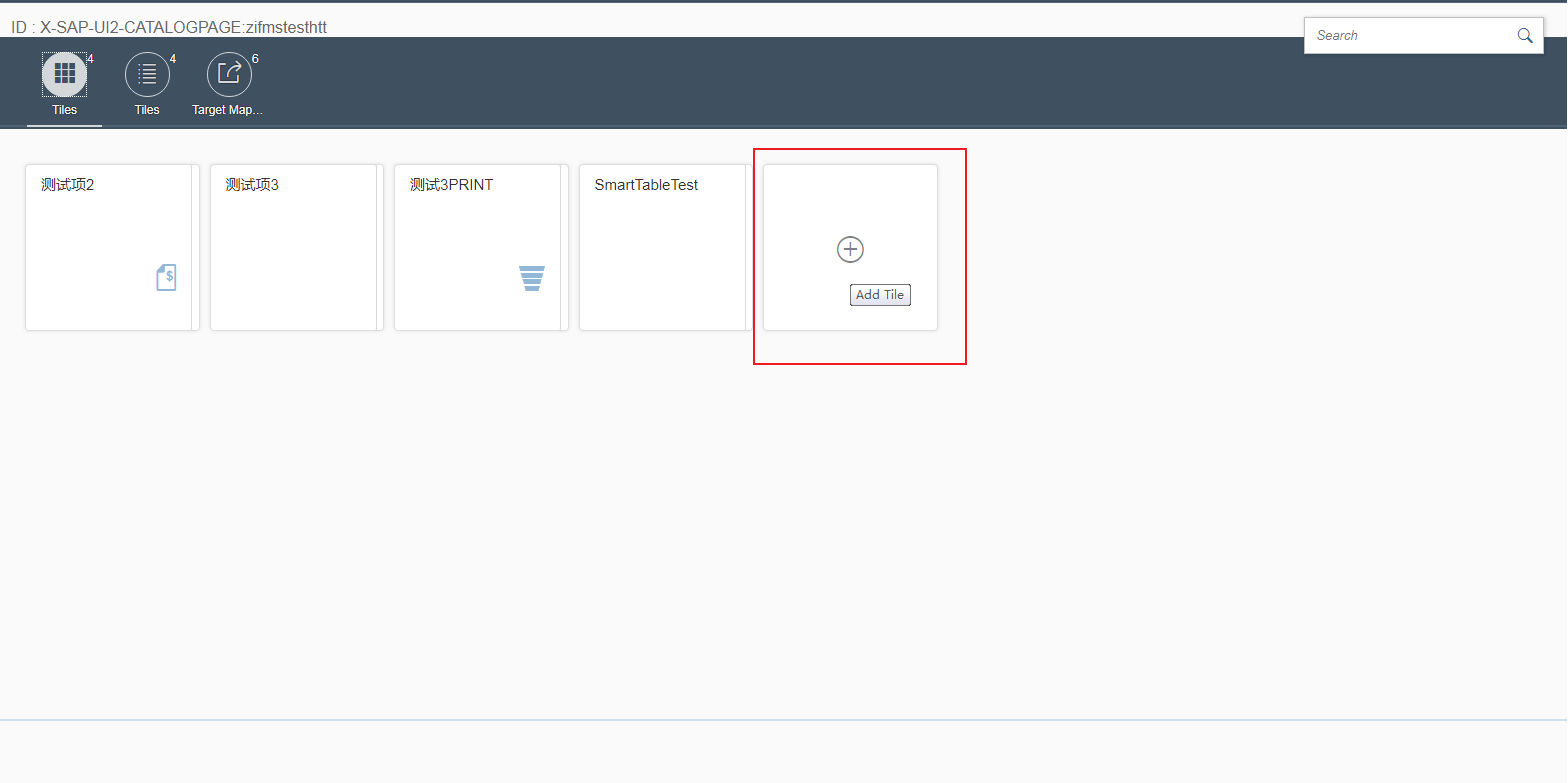 ID : X-SAP-UI2-CATALOGPAGE:zifmstesthtt
Search
4
Tiles
4
Tiles
6
Target Map...
测试项2
测试项3
测试3PRINT
SmartTableTest
$
Add Tile